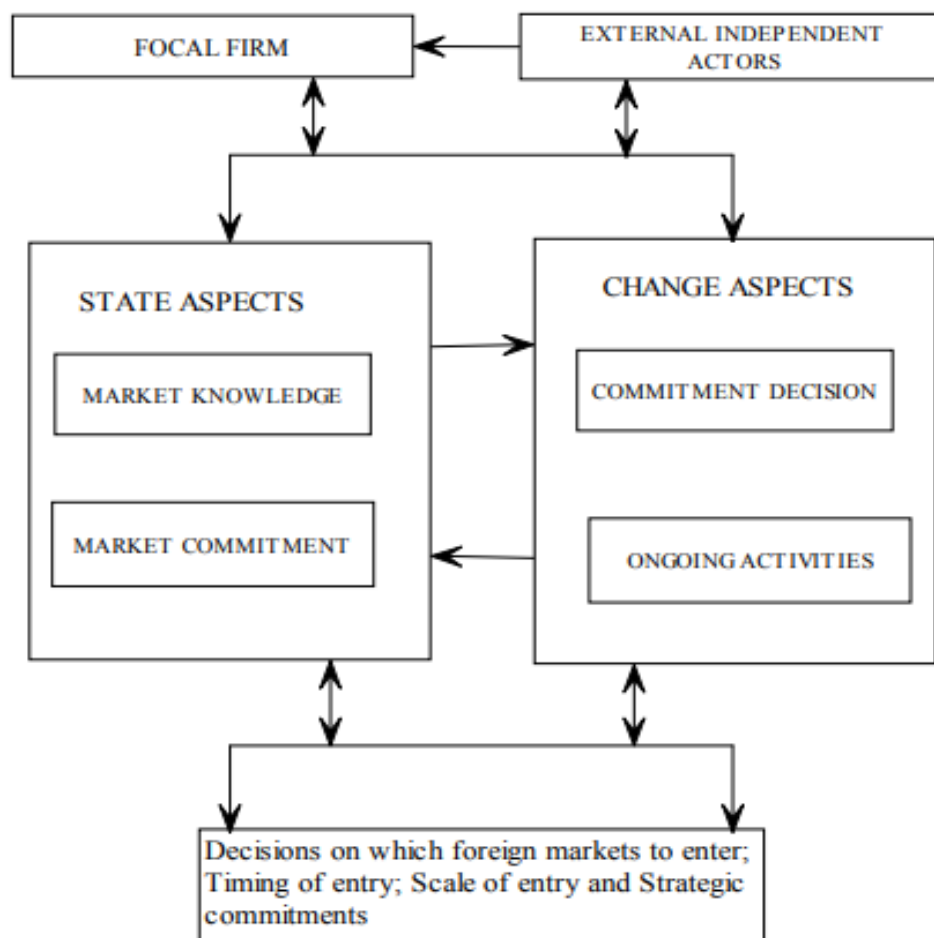 FOCAL FIRM
EXTERNAL INDEPENDENT
ACTORS
STATE ASPECTS
CHANGE ASPECTS
MARKET KNOWLEDGE
COMMITMENT DECISION
MARKET COMMITMENT
ONGOING ACTIVITIES
Decisions on which foreign markets to enter;
Timing of entry; Scale of entry and Strategic
commitments